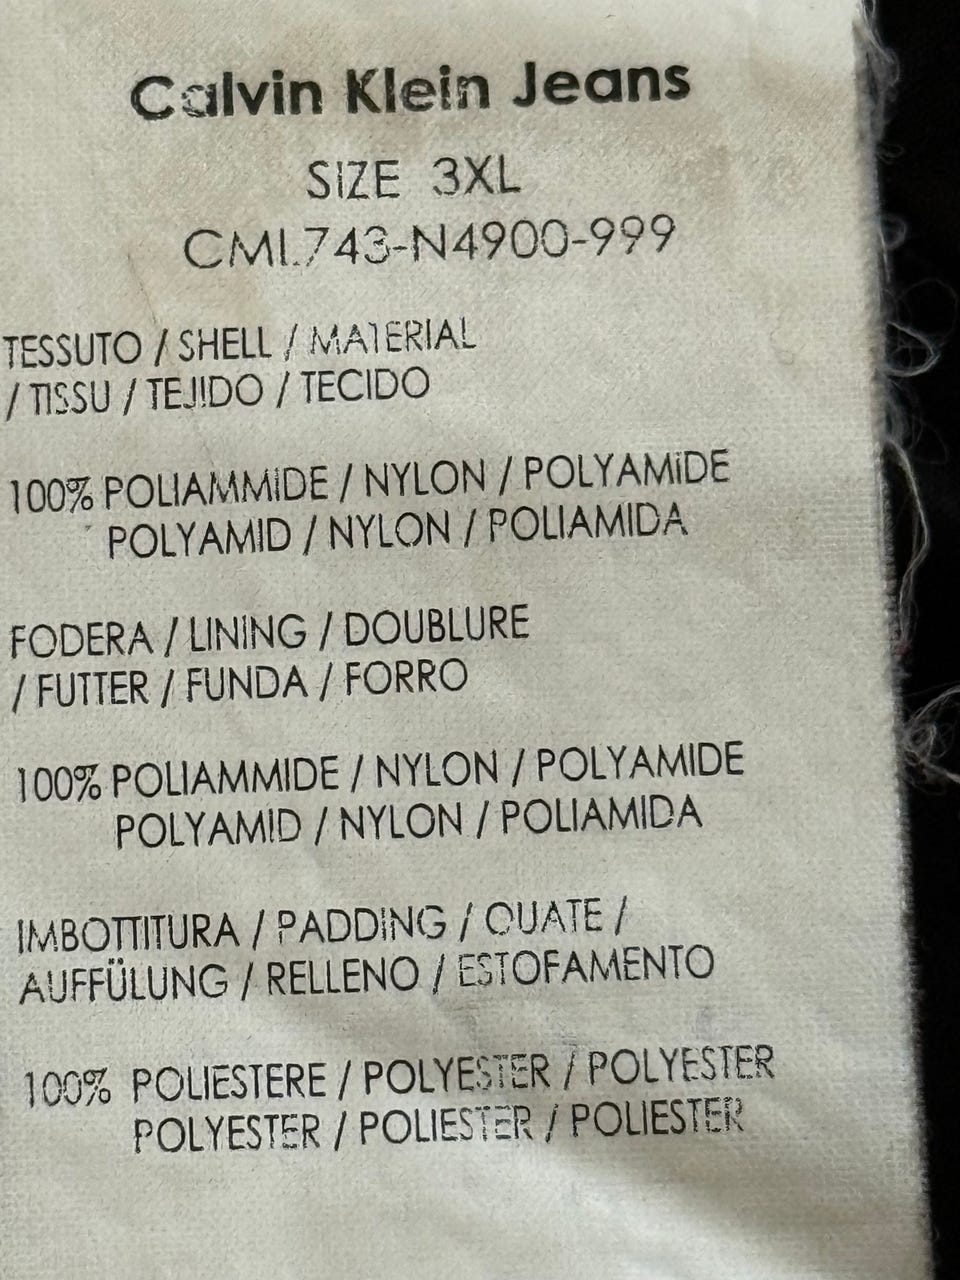 Calvin Klein Jeans
SIZE 3XL
CML743-N4900-999
TESSUTO / SHELL / MATERIAL
/ TISSU / TEJIDO / TECIDO
100% POLIAMMIDE / NYLON / POLYAMIDE
POLYAMID / NYLON / POLIAMIDA
FODERA / LINING / DOUBLURE
/ FUTTER / FUNDA / FORRO
100% POLIAMMIDE / NYLON / POLYAMIDE
POLYAMID / NYLON / POLIAMIDA
IMBOTTITURA / PADDING / OUATE /
AUFFÜLUNG / RELLENO / ESTOFAMENTO
100% POLIESTERE / POLYESTER / POLYESTER
POLYESTER / POLIESTER / POLIESTER